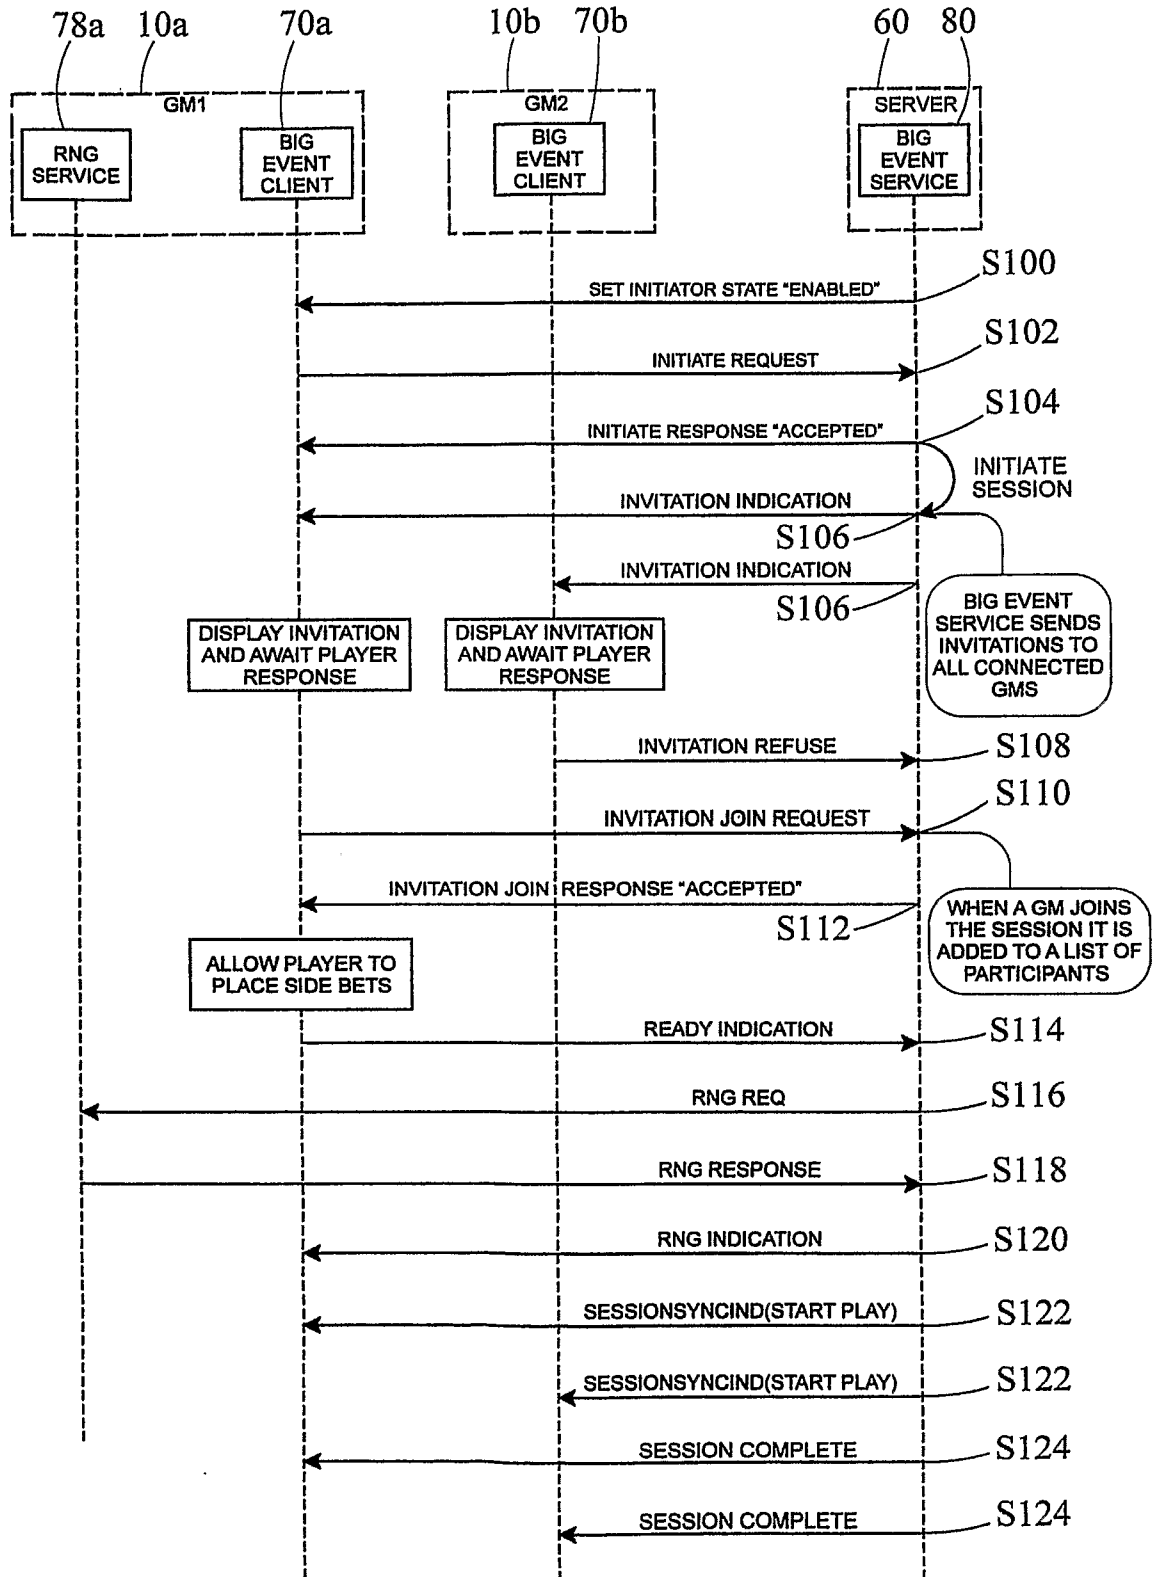 78a
10a
70a
10b
70b
60
80
GM1
GM2
SERVER
RNG
SERVICE
BIG
EVENT
CLIENT
BIG
EVENT
CLIENT
BIG
EVENT
SERVICE
SET INITIATOR STATE "ENABLED"
S100
INITIATE REQUEST
S102
INITIATE RESPONSE "ACCEPTED"
S104
INITIATE
SESSION
INVITATION INDICATION
S106
INVITATION INDICATION
S106
BIG EVENT
SERVICE SENDS
INVITATIONS TO
ALL CONNECTED
GMS
DISPLAY INVITATION
AND AWAIT PLAYER
RESPONSE
DISPLAY INVITATION
AND AWAIT PLAYER
RESPONSE
INVITATION REFUSE
S108
INVITATION JOIN REQUEST
S110
INVITATION JOIN RESPONSE "ACCEPTED"
S112
WHEN A GM JOINS
THE SESSION IT IS
ADDED TO A LIST OF
PARTICIPANTS
ALLOW PLAYER TO
PLACE SIDE BETS
READY INDICATION
S114
RNG REQ
S116
RNG RESPONSE
S118
RNG INDICATION
S120
SESSIONSYNCIND(START PLAY)
S122
SESSIONSYNCIND(START PLAY)
S122
SESSION COMPLETE
S124
SESSION COMPLETE
S124